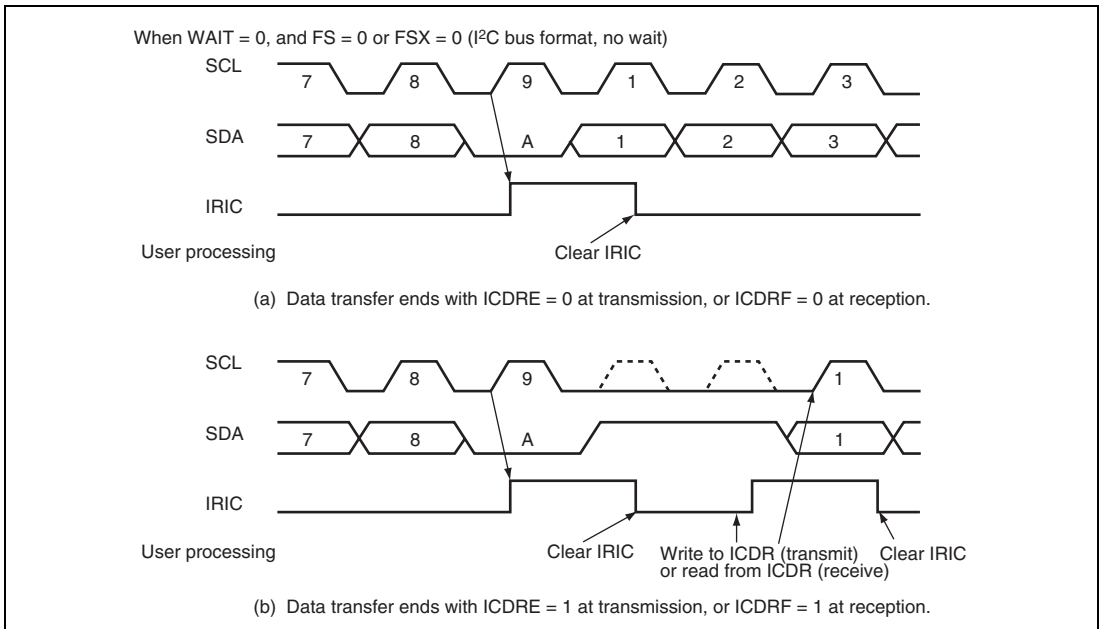 When WAIT = 0, and FS = 0 or FSX = 0 (I²C bus format, no wait)
SCL
7 8 9 1 2 3
SDA
7 8 A 1 2 3
IRIC
User processing
Clear IRIC
(a) Data transfer ends with ICDRE = 0 at transmission, or ICDRF = 0 at reception.
SCL
7 8 9 1
SDA
7 8 A 1
IRIC
User processing
Clear IRIC
Write to ICDR (transmit)
or read from ICDR (receive)
Clear IRIC
(b) Data transfer ends with ICDRE = 1 at transmission, or ICDRF = 1 at reception.